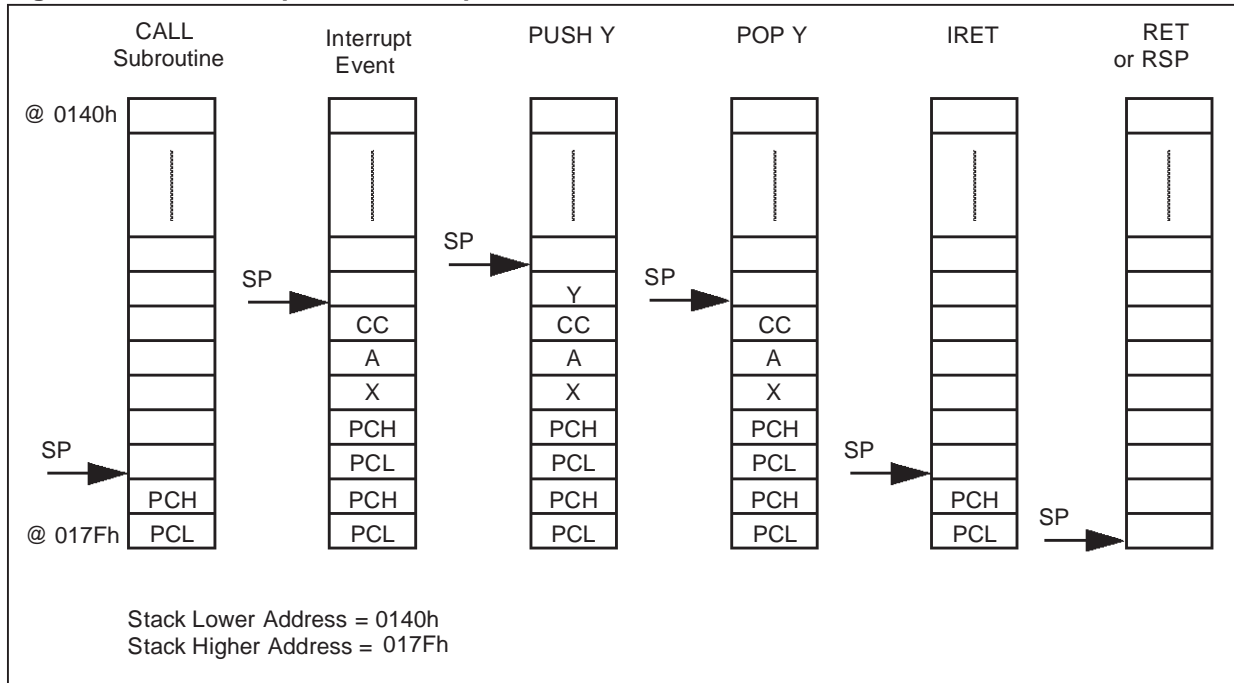 CALL
Subroutine
Interrupt
Event
PUSH Y
POP Y
IRET
RET
or RSP
@ 0140h
SP
SP
SP
Y
CC
CC
CC
A
A
A
X
X
X
PCH
PCH
PCH
SP
PCL
PCL
PCL
SP
PCH
PCH
PCH
PCH
PCH
SP
@ 017Fh
PCL
PCL
PCL
PCL
PCL
Stack Lower Address = 0140h
Stack Higher Address = 017Fh